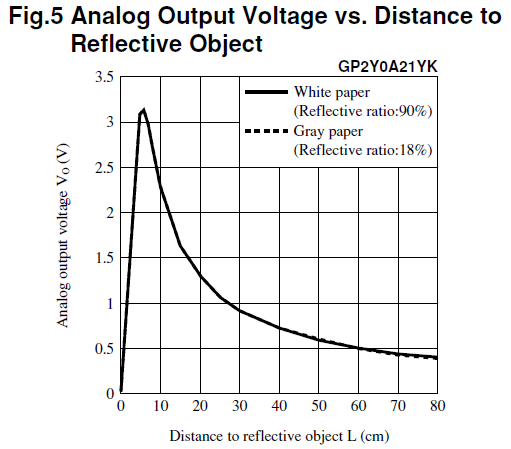 Fig.5 Analog Output Voltage vs. Distance to
Reflective Object
GP2Y0A21YK
White paper
(Reflective ratio:90%)
Gray paper
(Reflective ratio:18%)
Analog output voltage VO (V)
3.5
3
2.5
2
1.5
1
0.5
0
0 10 20 30 40 50 60 70 80
Distance to reflective object L (cm)